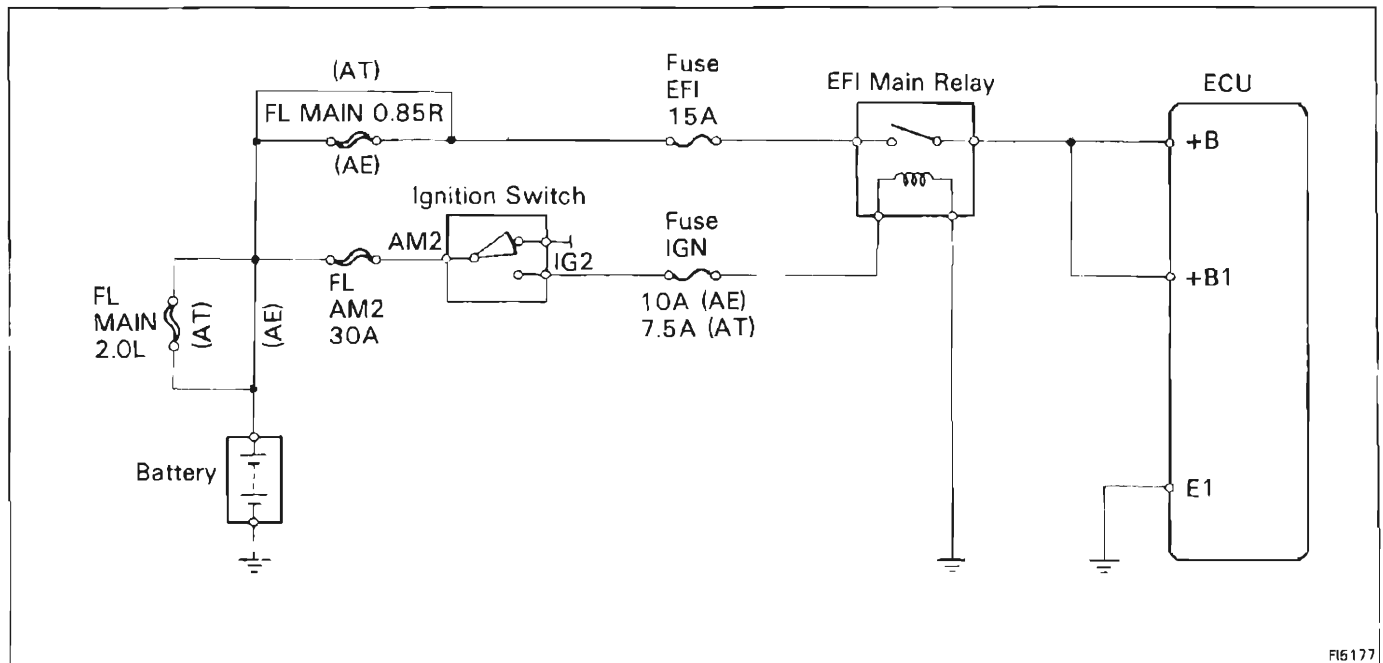 (AT)
FL MAIN 0.85R
(AE)
Fuse
EFI
15A
EFI Main Relay
ECU
+B
Ignition Switch
AM2
IG2
FL
AM2
30A
Fuse
IGN
10A (AE)
7.5A (AT)
+B1
FL
MAIN
2.0L
(AT)
(AE)
Battery
E1
FI5177